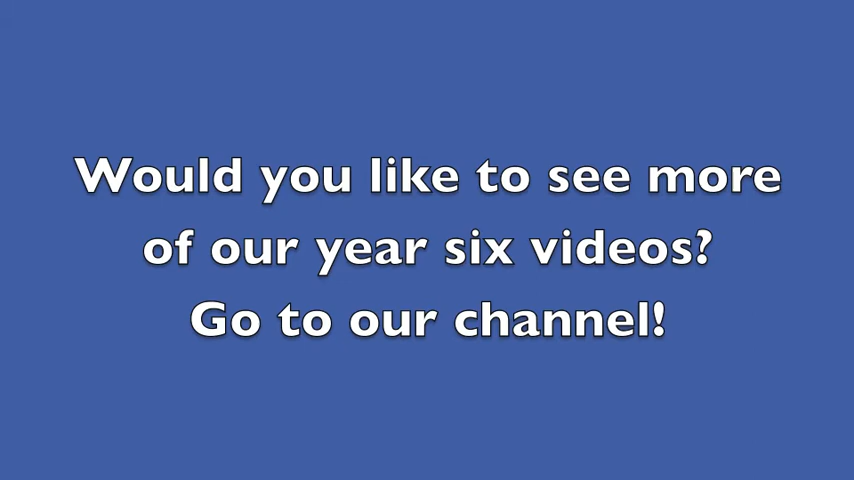 Would you like to see more
of our year six videos?
Go to our channel!